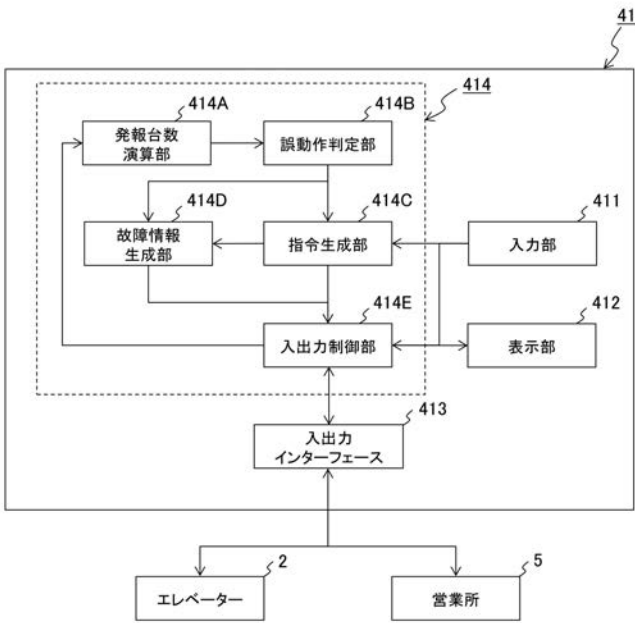 41
414
414A
発報台数
演算部
414B
誤動作判定部
414D
故障情報
生成部
414C
指令生成部
411
入力部
414E
入出力制御部
412
表示部
413
入出力
インターフェース
2
エレベーター
5
営業所